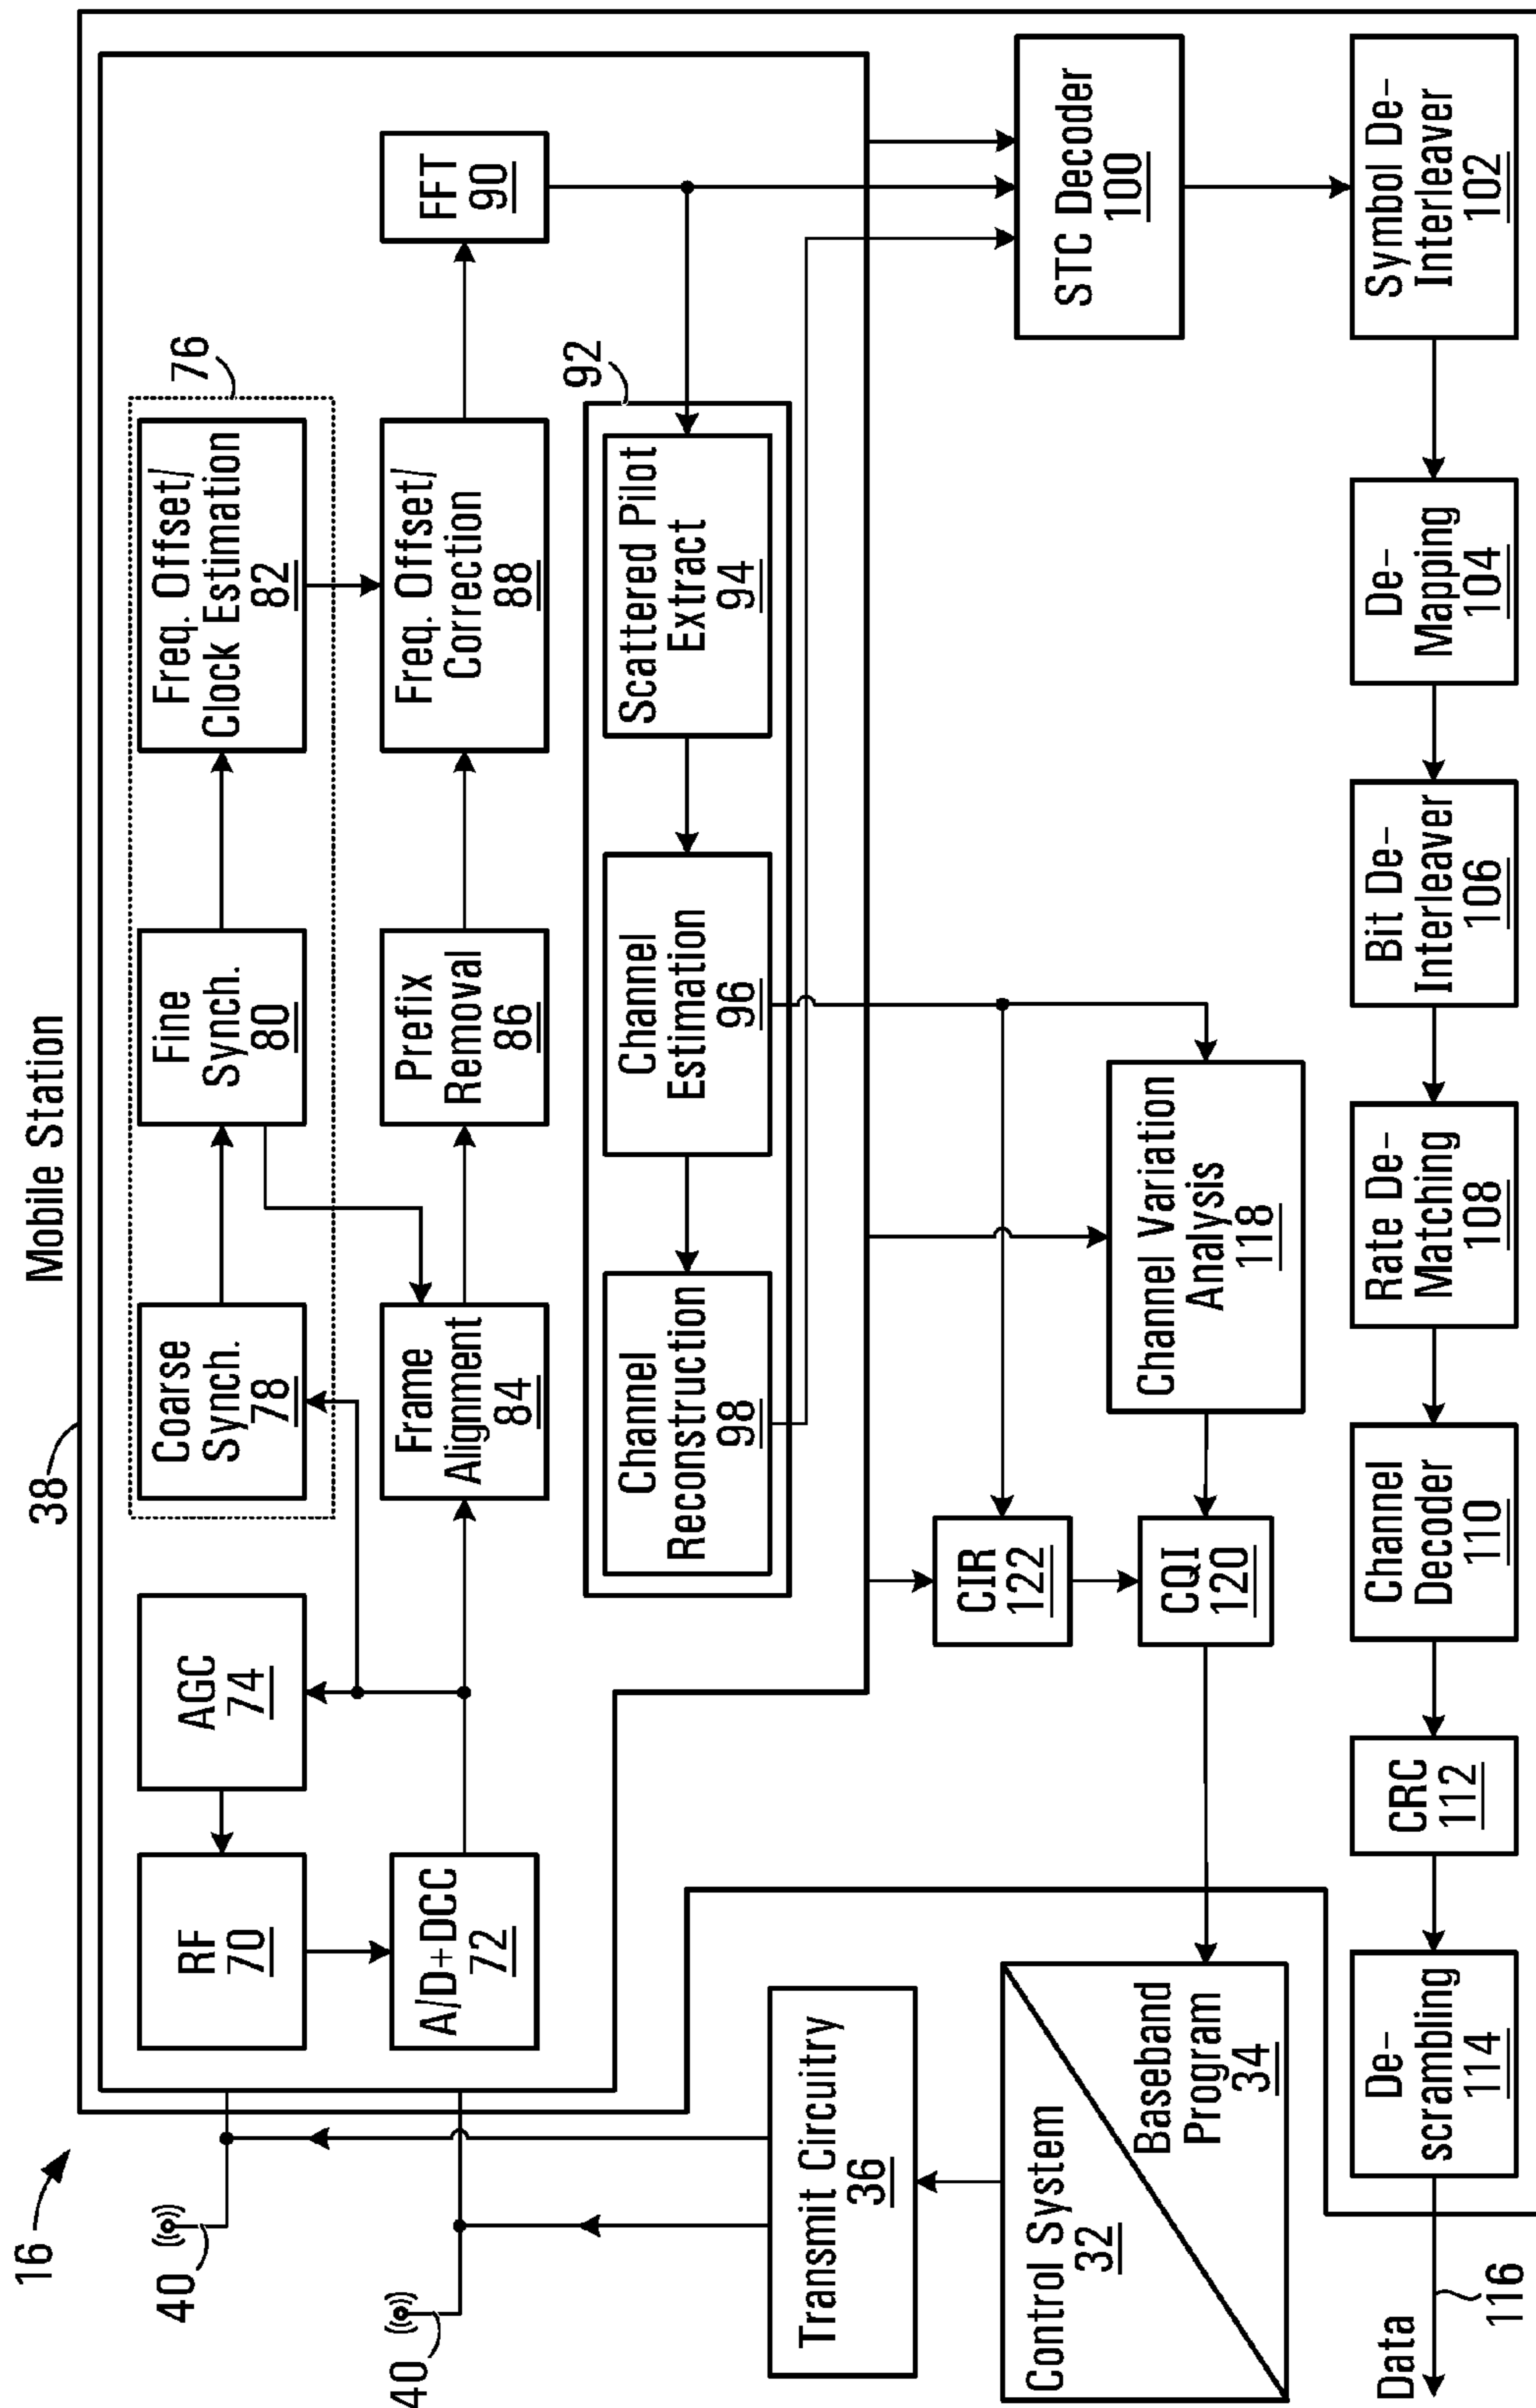 Mobile Station
16
38
40
40
RF
70
AGC
74
Coarse
Synch.
78
Fine
Synch.
80
Freq. Offset/
Clock Estimation
82
76
A/D+DCC
72
Frame
Alignment
84
Prefix
Removal
86
Freq. Offset/
Correction
88
FFT
90
92
Channel
Reconstruction
98
Channel
Estimation
96
Scattered Pilot
Extract
94
Transmit Circuitry
36
CIR
122
STC Decoder
100
Control System
32
Baseband
Program
34
CQI
120
Channel Variation
Analysis
118
Data
116
De-
scrambling
114
CRC
112
Channel
Decoder
110
Rate De-
Matching
108
Bit De-
Interleaver
106
De-
Mapping
104
Symbol De-
Interleaver
102